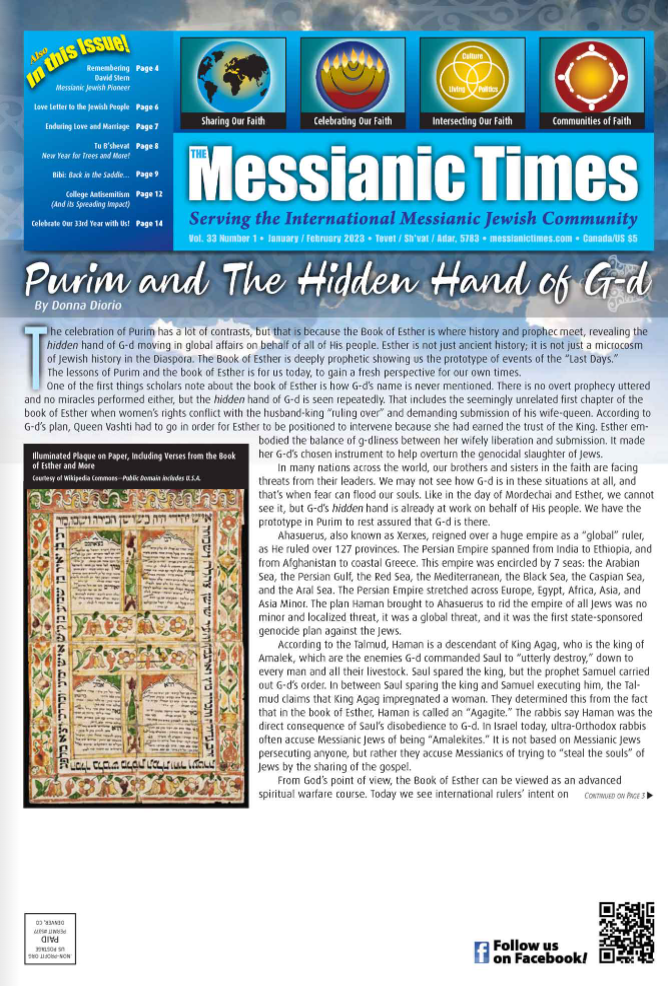 Also
in this Issue!
Remembering Page 4
David Stern
Messianic Jewish Pioneer
Love Letter to the Jewish People Page 6
Enduring Love and Marriage Page 7
Tu B'shevat Page 8
New Year for Trees and More!
Bibi: Back in the Saddle... Page 9
College Antisemitism Page 12
(And its Spreading Impact)
Celebrate Our 33rd Year with Us! Page 14
Culture
Living Politics
Sharing Our Faith
Celebrating Our Faith
Intersecting Our Faith
Communities of Faith
THE Messianic Times
Serving the International Messianic Jewish Community
Vol. 33 Number 1 • January / February 2023 • Tevet / Sh'vat / Adar, 5783 • messianictimes.com • Canada/US $5
Purim and The Hidden Hand of G-d
By Donna Diorio
The celebration of Purim has a lot of contrasts, but that is because the Book of Esther is where history and prophec meet, revealing the
hidden hand of G-d moving in global affairs on behalf of all of His people. Esther is not just ancient history; it is not just a microcosm
of Jewish history in the Diaspora. The Book of Esther is deeply prophetic showing us the prototype of events of the "Last Days."
The lessons of Purim and the book of Esther is for us today, to gain a fresh perspective for our own times.
One of the first things scholars note about the book of Esther is how G-d's name is never mentioned. There is no overt prophecy uttered
and no miracles performed either, but the hidden hand of G-d is seen repeatedly. That includes the seemingly unrelated first chapter of the
book of Esther when women's rights conflict with the husband-king "ruling over" and demanding submission of his wife-queen. According to
G-d's plan, Queen Vashti had to go in order for Esther to be positioned to intervene because she had earned the trust of the King. Esther em-
bodied the balance of g-dliness between her wifely liberation and submission. It made
her G-d's chosen instrument to help overturn the genocidal slaughter of Jews.
In many nations across the world, our brothers and sisters in the faith are facing
threats from their leaders. We may not see how G-d is in these situations at all, and
that's when fear can flood our souls. Like in the day of Mordechai and Esther, we cannot
see it, but G-d's hidden hand is already at work on behalf of His people. We have the
prototype in Purim to rest assured that G-d is there.
Ahasuerus, also known as Xerxes, reigned over a huge empire as a "global" ruler,
as He ruled over 127 provinces. The Persian Empire spanned from India to Ethiopia, and
from Afghanistan to coastal Greece. This empire was encircled by 7 seas: the Arabian
Sea, the Persian Gulf, the Red Sea, the Mediterranean, the Black Sea, the Caspian Sea,
and the Aral Sea. The Persian Empire stretched across Europe, Egypt, Africa, Asia, and
Asia Minor. The plan Haman brought to Ahasuerus to rid the empire of all Jews was no
minor and localized threat, it was a global threat, and it was the first state-sponsored
genocide plan against the Jews.
According to the Talmud, Haman is a descendant of King Agag, who is the king of
Amalek, which are the enemies G-d commanded Saul to "utterly destroy," down to
every man and all their livestock. Saul spared the king, but the prophet Samuel carried
out G-d's order. In between Saul sparing the king and Samuel executing him, the Tal-
mud claims that King Agag impregnated a woman. They determined this from the fact
that in the book of Esther, Haman is called an "Agagite." The rabbis say Haman was the
direct consequence of Saul's disobedience to G-d. In Israel today, ultra-Orthodox rabbis
often accuse Messianic Jews of being "Amalekites." It is not based on Messianic Jews
persecuting anyone, but rather they accuse Messianics of trying to "steal the souls" of
Jews by the sharing of the gospel.
From God's point of view, the Book of Esther can be viewed as an advanced
spiritual warfare course. Today we see international rulers' intent on CONTINUED ON PAGE 3
Illuminated Plaque on Paper, Including Verses from the Book
of Esther and More
Courtesy of Wikipedia Commons—Public Domain includes U.S.A.
NON-PROFIT ORG
US POSTAGE
PAID
DENVER, CO
Follow us
on Facebook!